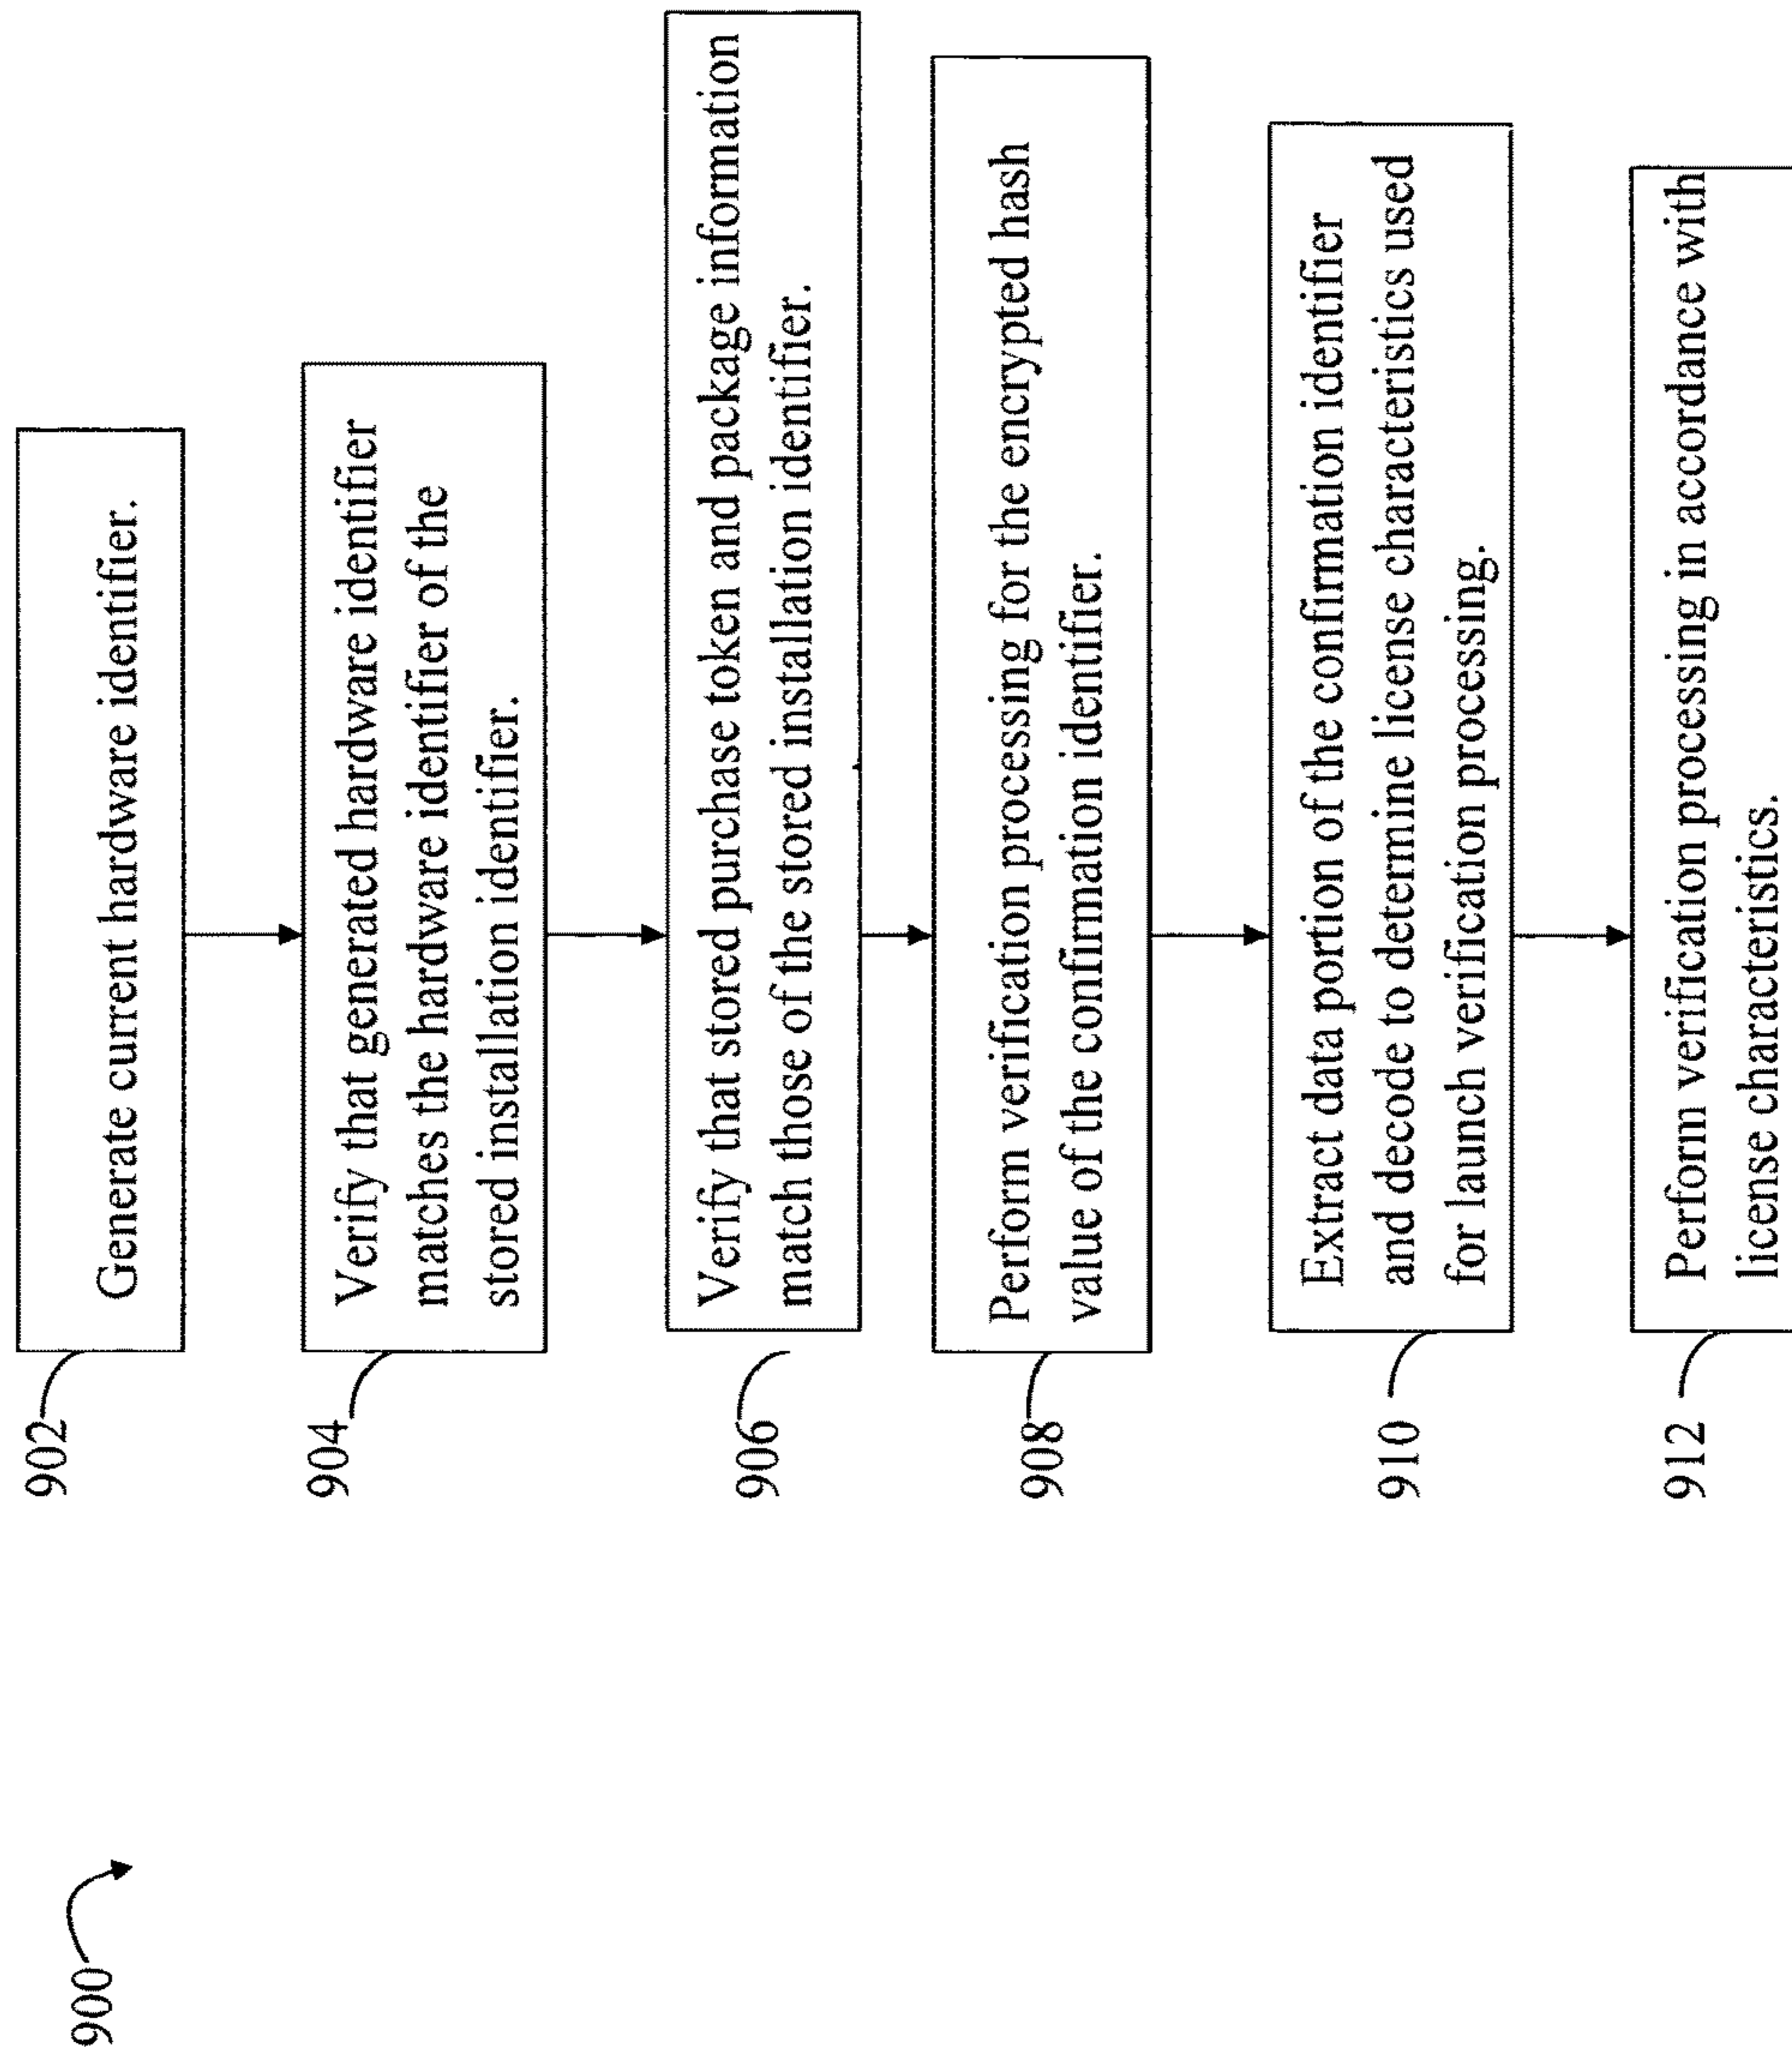 900
902
Generate current hardware identifier.
904
Verify that generated hardware identifier
matches the hardware identifier of the
stored installation identifier.
906
Verify that stored purchase token and package information
match those of the stored installation identifier.
908
Perform verification processing for the encrypted hash
value of the confirmation identifier.
910
Extract data portion of the confirmation identifier
and decode to determine license characteristics used
for launch verification processing.
912
Perform verification processing in accordance with
license characteristics.